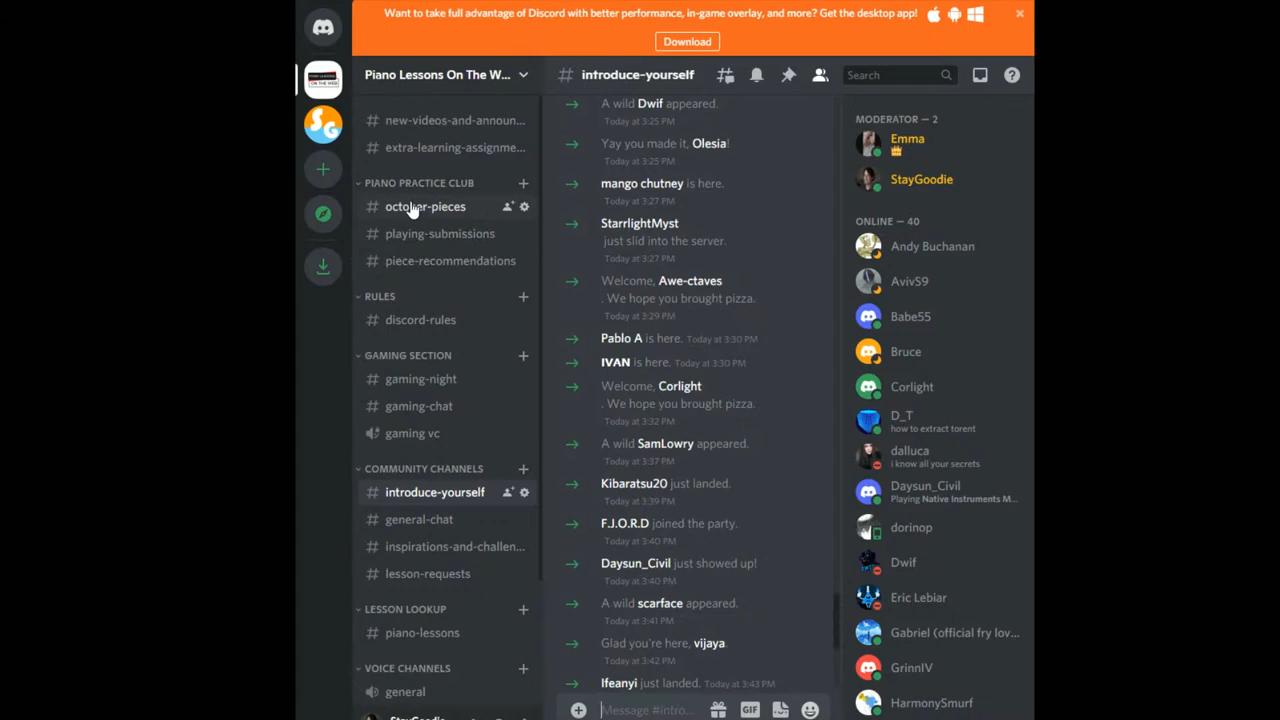 Want to take full advantage of Discord with better performance, in-game overlay, and more? Get the desktop app!
Download
PIANO LESSONS
ON THE WEB
SG
Piano Lessons On The W...
new-videos-and-announ...
extra-learning-assignme...
PIANO PRACTICE CLUB
october-pieces
playing-submissions
piece-recommendations
RULES
discord-rules
GAMING SECTION
gaming-night
gaming-chat
gaming vc
COMMUNITY CHANNELS
introduce-yourself
general-chat
inspirations-and-challen...
lesson-requests
LESSON LOOKUP
piano-lessons
VOICE CHANNELS
general
StayGoodie
introduce-yourself
Search
A wild Dwif appeared.
Today at 3:25 PM
Yay you made it, Olesia!
Today at 3:25 PM
mango chutney is here.
Today at 3:27 PM
StarrlightMyst
just slid into the server.
Today at 3:27 PM
Welcome, Awe-ctaves
. We hope you brought pizza.
Today at 3:29 PM
Pablo A is here. Today at 3:30 PM
IVAN is here. Today at 3:30 PM
Welcome, Corlight
. We hope you brought pizza.
Today at 3:32 PM
A wild SamLowry appeared.
Today at 3:37 PM
Kibaratsu20 just landed.
Today at 3:39 PM
F.J.O.R.D joined the party.
Today at 3:40 PM
Daysun_Civil just showed up!
Today at 3:40 PM
A wild scarface appeared.
Today at 3:41 PM
Glad you're here, vijaya.
Today at 3:42 PM
Ifeanyi just landed. Today at 3:43 PM
Message #intro...
GIF
MODERATOR — 2
Emma
StayGoodie
ONLINE — 40
Andy Buchanan
AvivS9
Babe55
Bruce
Corlight
D_T
how to extract torent
dalluca
i know all your secrets
Daysun_Civil
Playing Native Instruments M...
dorinop
Dwif
Eric Lebiar
Gabriel (official fry lov...
GrinnIV
HarmonySmurf